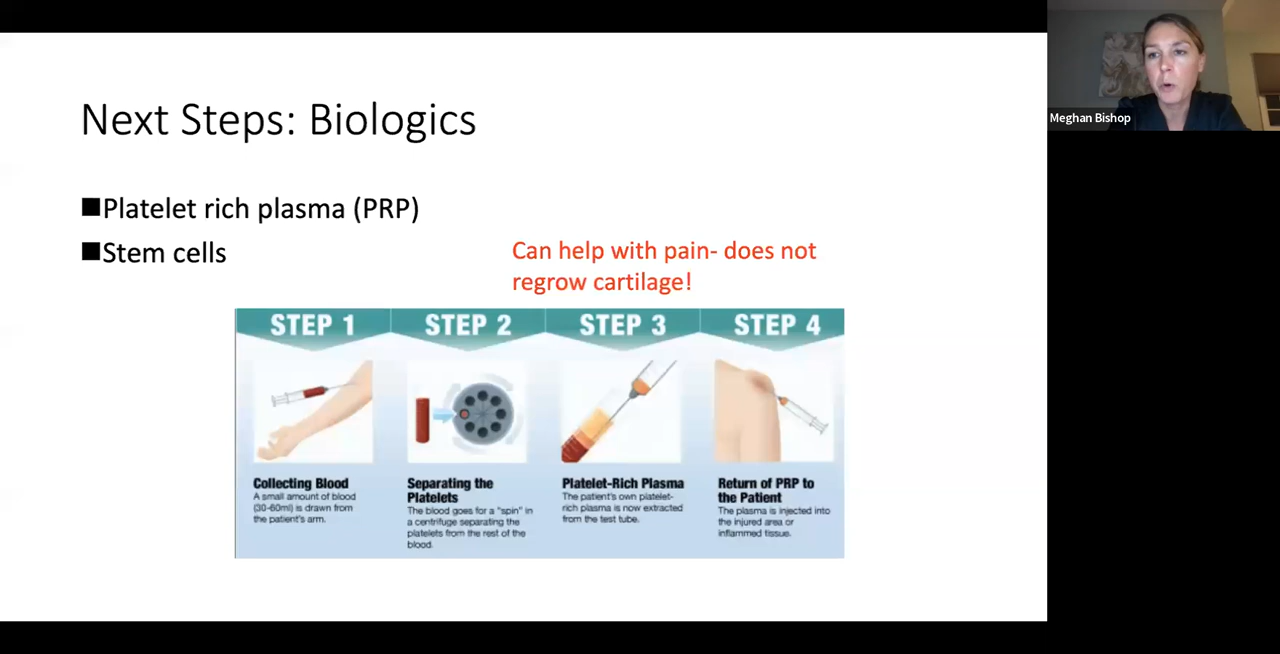 Next Steps: Biologics
■Platelet rich plasma (PRP)
■Stem cells
Can help with pain- does not
regrow cartilage!
STEP 1
Collecting Blood
A small amount of blood
(30-60ml) is drawn from
the patient's arm.
STEP 2
Separating the
Platelets
The blood goes for a "spin" in
a centrifuge separating the
platelets from the rest of the
blood.
STEP 3
Platelet-Rich Plasma
The patient's own platelet-
rich plasma is now extracted
from the test tube.
STEP 4
Return of PRP to
the Patient
The plasma is injected into
the injured area or
inflammed tissue.
Meghan Bishop